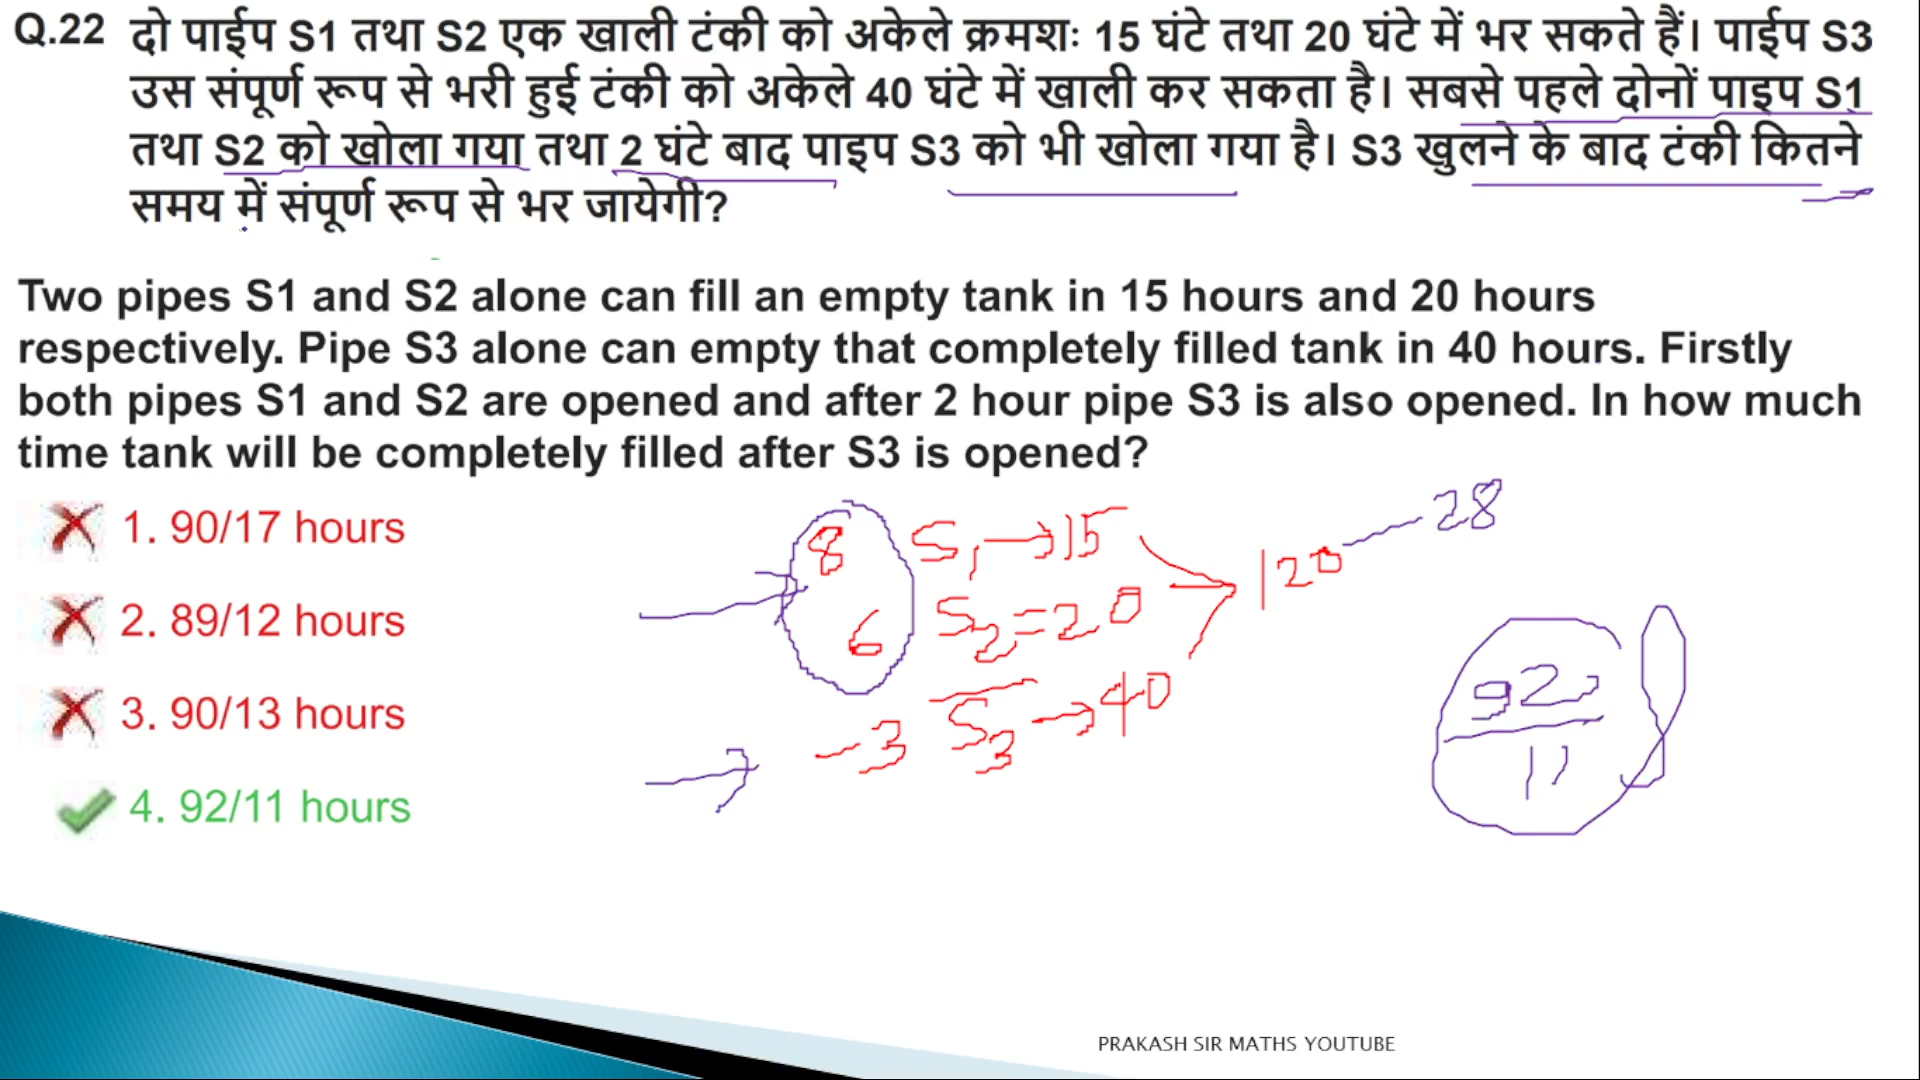 Q.22 दो पाईप S1 तथा S2 एक खाली टंकी को अकेले क्रमशः 15 घंटे तथा 20 घंटे में भर सकते हैं। पाईप S3
उस संपूर्ण रूप से भरी हुई टंकी को अकेले 40 घंटे में खाली कर सकता है। सबसे पहले दोनों पाइप S1
तथा S2 को खोला गया तथा 2 घंटे बाद पाइप S3 को भी खोला गया है। S3 खुलने के बाद टंकी कितने
समय में संपूर्ण रूप से भर जायेगी?
Two pipes S1 and S2 alone can fill an empty tank in 15 hours and 20 hours
respectively. Pipe S3 alone can empty that completely filled tank in 40 hours. Firstly
both pipes S1 and S2 are opened and after 2 hour pipe S3 is also opened. In how much
time tank will be completely filled after S3 is opened?
1. 90/17 hours
2. 89/12 hours
3. 90/13 hours
4. 92/11 hours
8 S1 → 15
120 — 28
6 S2 = 20
-3 S3 → 40
92
11
PRAKASH SIR MATHS YOUTUBE